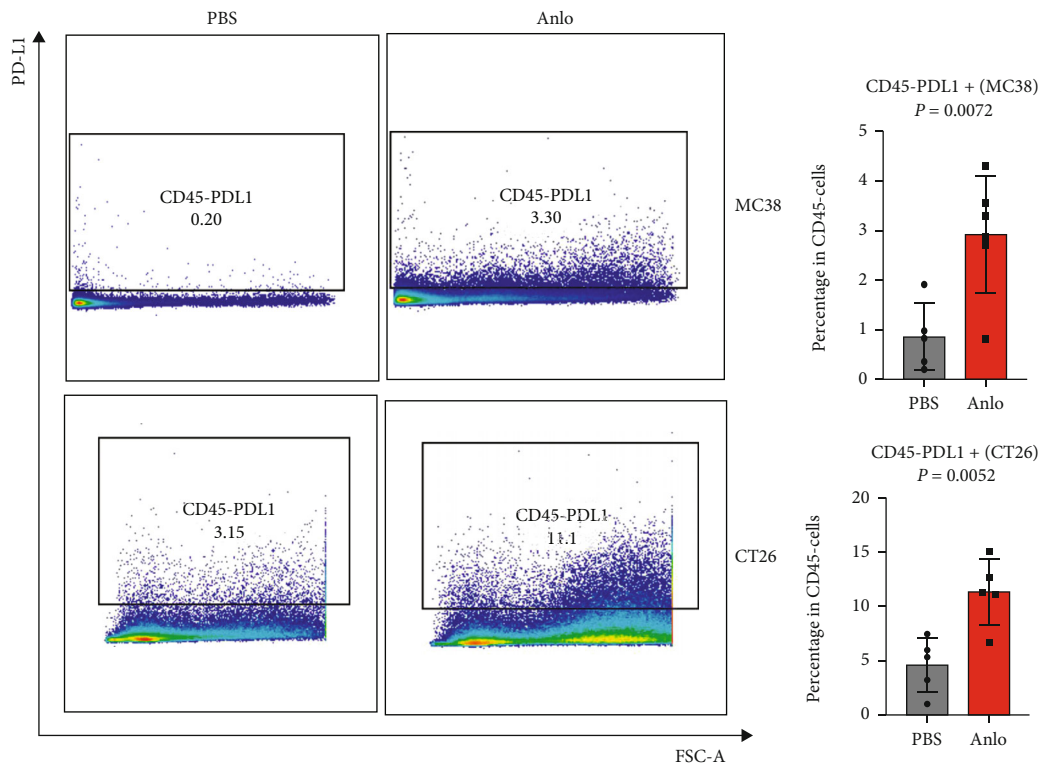 PBS
Anlo
PD-L1
CD45-PDL1
0.20
CD45-PDL1
3.30
MC38
CD45-PDL1
3.15
CD45-PDL1
11.1
CT26
FSC-A
CD45-PDL1 + (MC38)
P = 0.0072
Percentage in CD45-cells
5
4
3
2
1
0
PBS
Anlo
CD45-PDL1 + (CT26)
P = 0.0052
Percentage in CD45-cells
20
15
10
5
0
PBS
Anlo